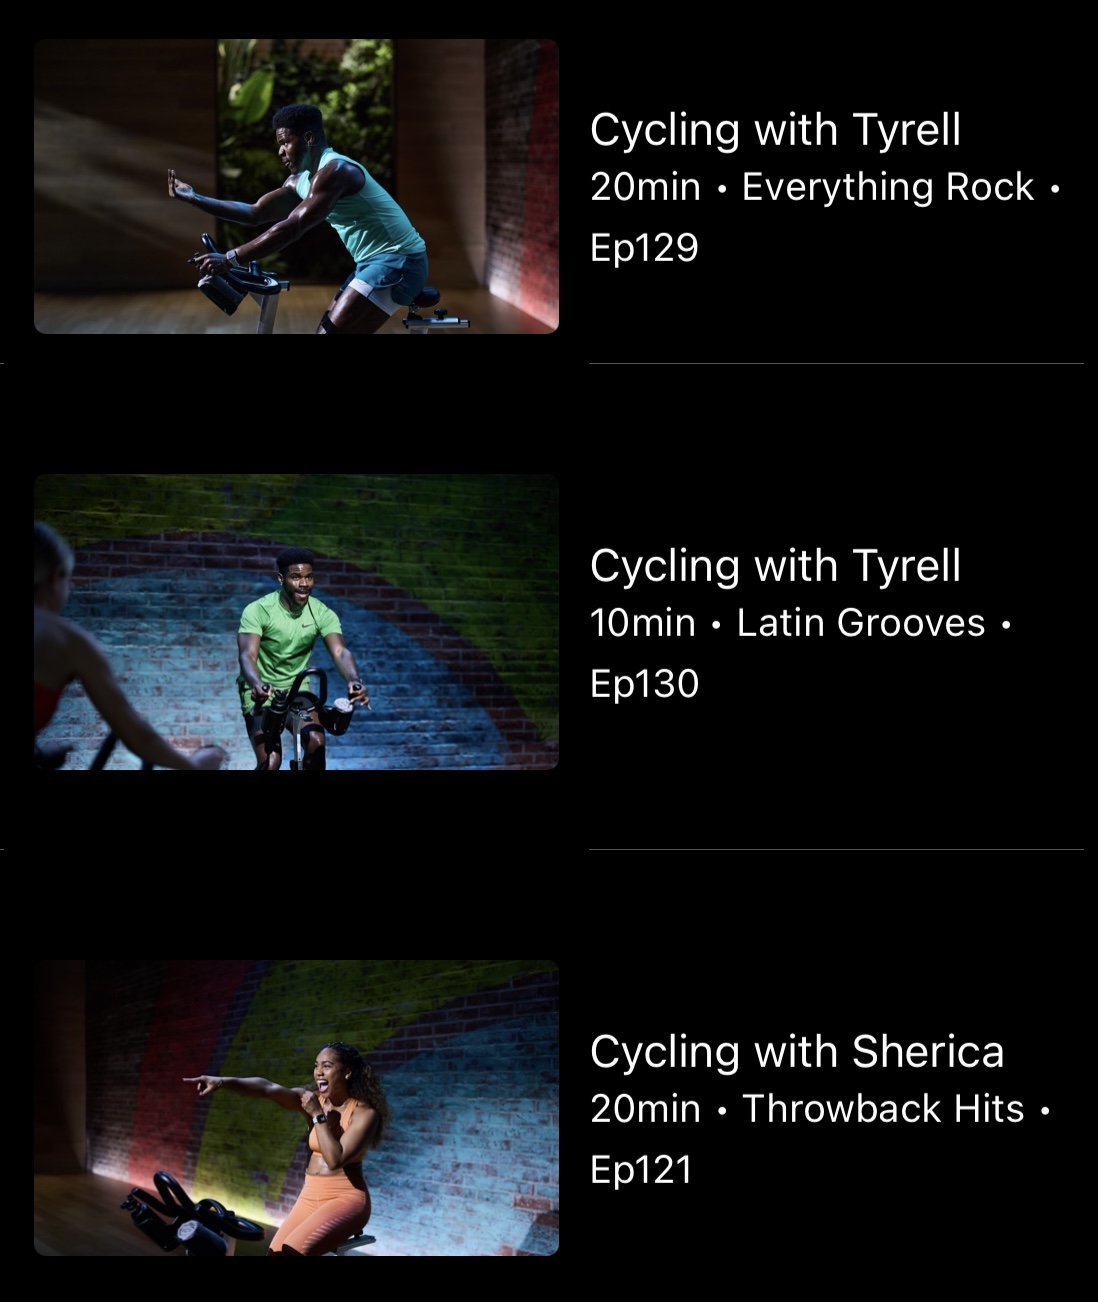 Cycling with Tyrell
20min • Everything Rock •
Ep129
Cycling with Tyrell
10min • Latin Grooves •
Ep130
Cycling with Sherica
20min • Throwback Hits •
Ep121